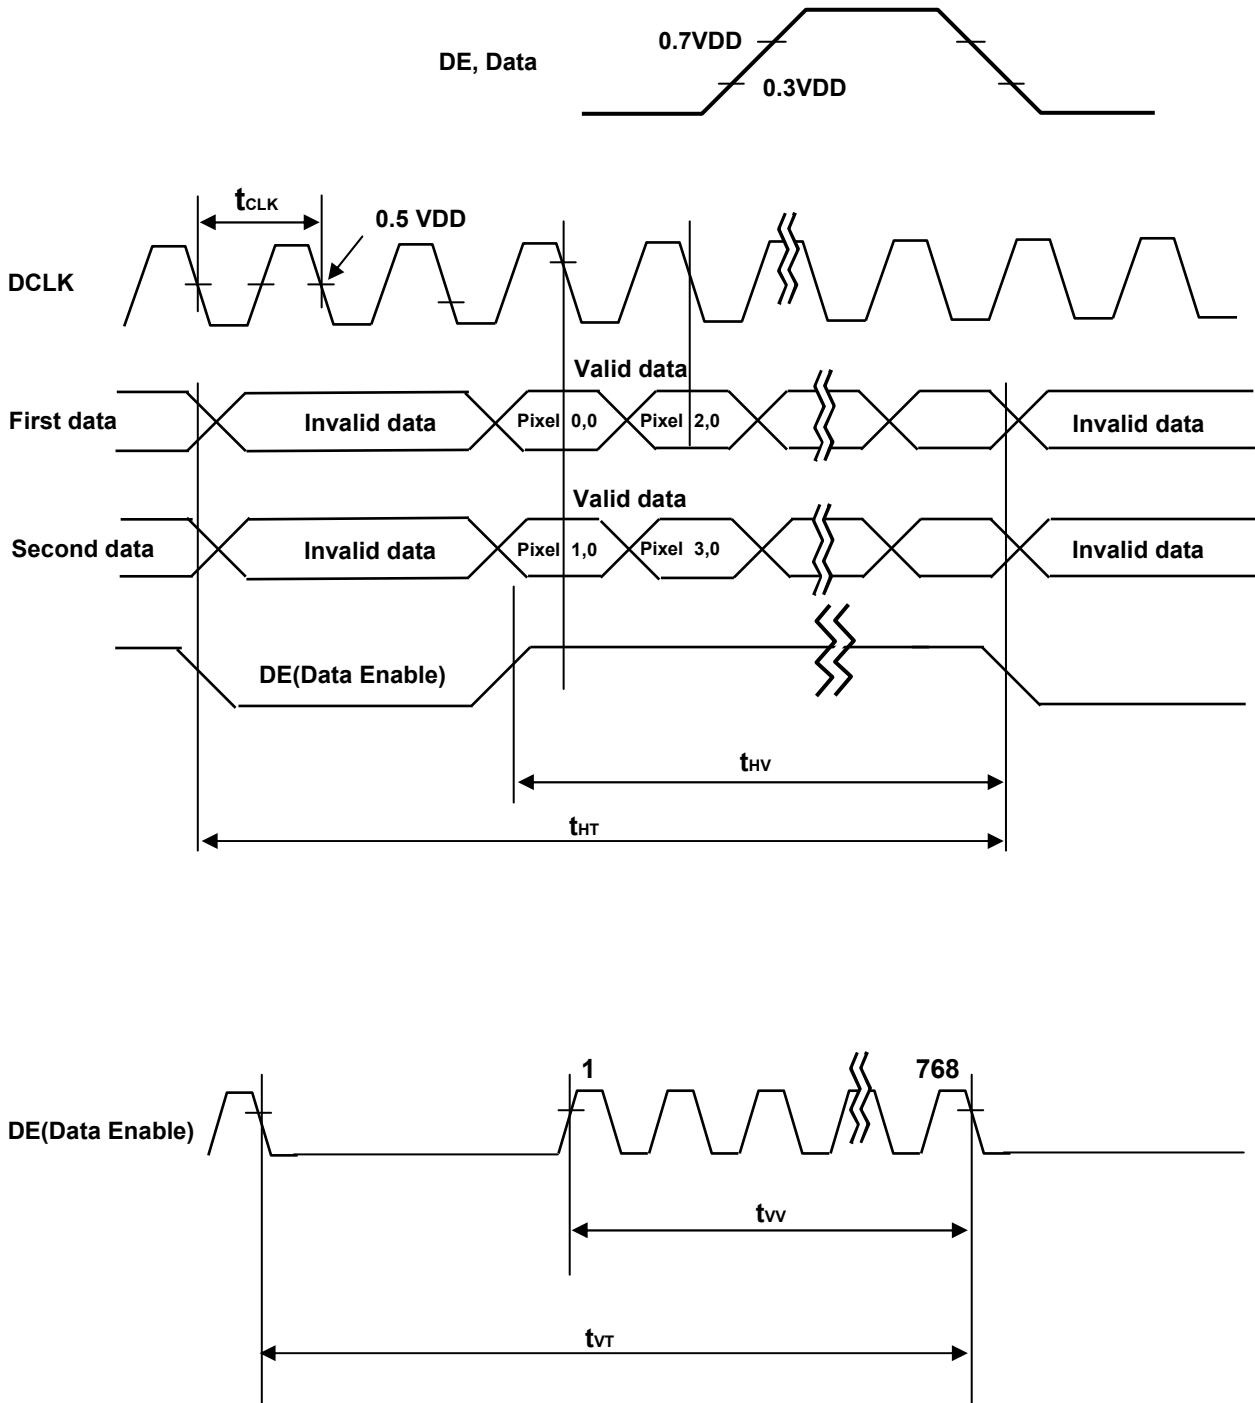 0.7VDD
DE, Data
0.3VDD
tCLK
0.5 VDD
DCLK
Valid data
First data
Invalid data
Pixel 0,0
Pixel 2,0
Invalid data
Valid data
Second data
Invalid data
Pixel 1,0
Pixel 3,0
Invalid data
DE(Data Enable)
tHV
tHT
1
768
DE(Data Enable)
tVV
tVT